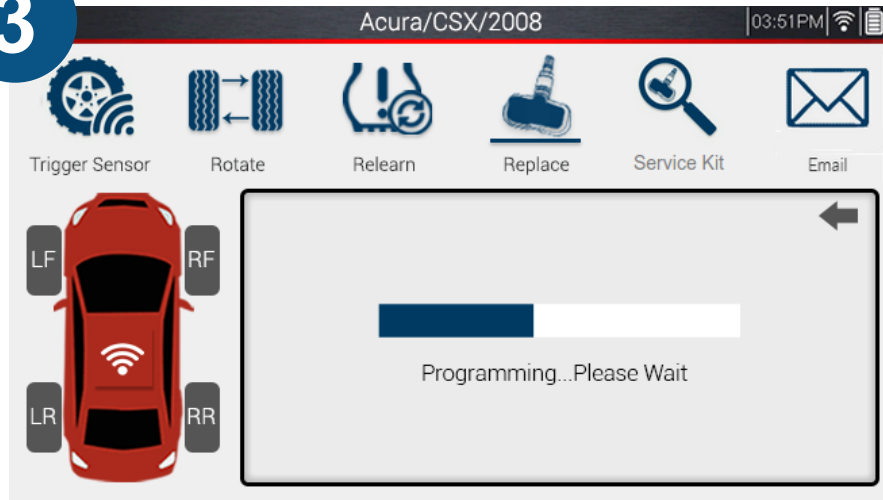 3
Acura/CSX/2008
03:51PM
Trigger Sensor
Rotate
Relearn
Replace
Service Kit
Email
LF
RF
Programming...Please Wait
LR
RR